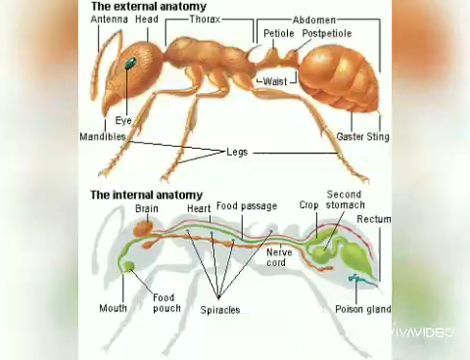 The external anatomy
Antenna Head Thorax Abdomen
Petiole Postpetiole
Waist
Eye
Mandibles
Gaster Sting
Legs
The internal anatomy
Brain Heart Food passage Crop Second
stomach
Rectum
Nerve
cord
Mouth Food
pouch
Spiracles
Poison gland
VIVAVIDEO